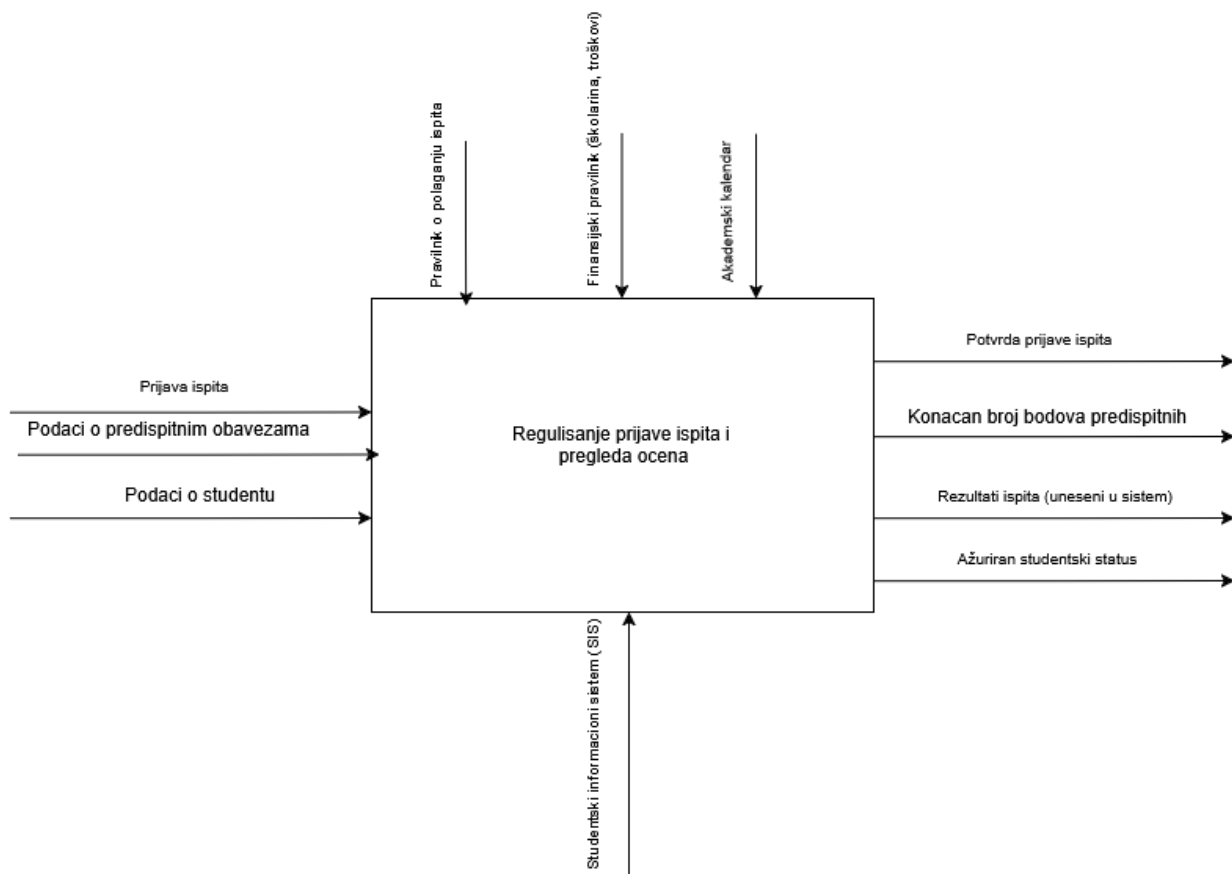 Pravilnik o polaganju ispita
Finansijski pravilnik (školarina, troškovi)
Akademski kalendar
Prijava ispita
Podaci o predispitnim obavezama
Podaci o studentu
Regulisanje prijave ispita i
pregleda ocena
Potvrda prijave ispita
Konacan broj bodova predispitnih
Rezultati ispita (uneseni u sistem)
Ažuriran studentski status
Studentski informacioni sistem (SIS)